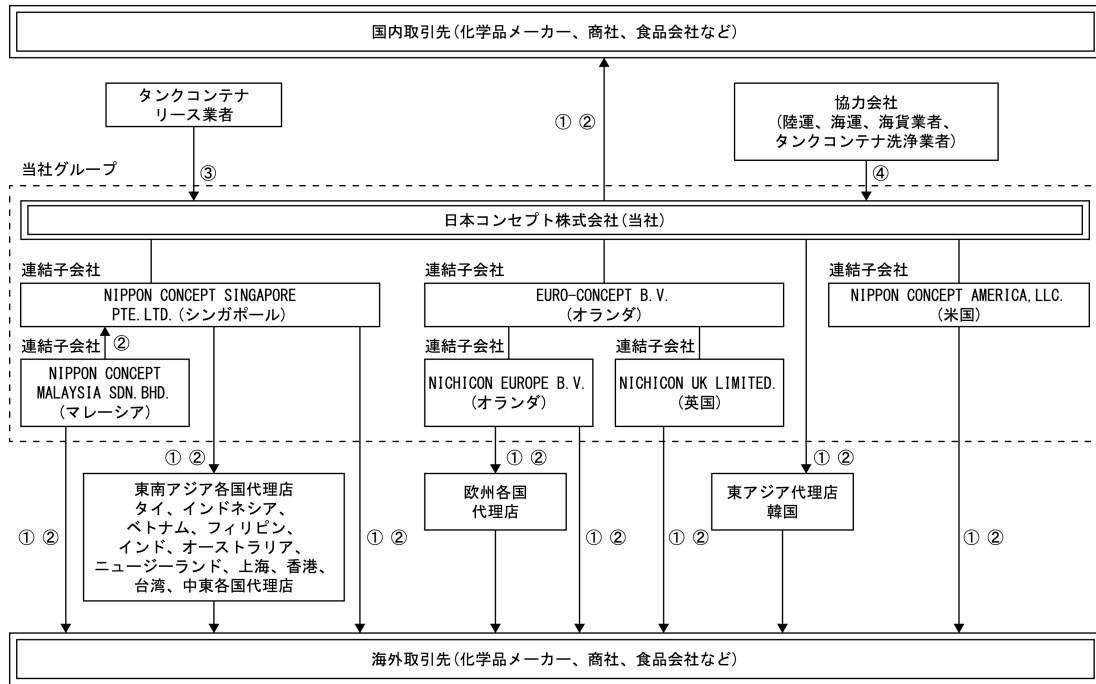 国内取引先(化学品メーカー、商社、食品会社など)
タンクコンテナ
リース業者
① ②
協力会社
(陸運、海運、海貨業者、
タンクコンテナ洗浄業者)
当社グループ
③
④
日本コンセプト株式会社(当社)
連結子会社
NIPPON CONCEPT SINGAPORE
PTE.LTD.(シンガポール)
連結子会社
EURO-CONCEPT B.V.
(オランダ)
連結子会社
NIPPON CONCEPT AMERICA,LLC.
(米国)
連結子会社
②
NIPPON CONCEPT
MALAYSIA SDN.BHD.
(マレーシア)
連結子会社
NICHICON EUROPE B.V.
(オランダ)
連結子会社
NICHICON UK LIMITED.
(英国)
① ②
① ②
① ②
東南アジア各国代理店
タイ、インドネシア、
ベトナム、フィリピン、
インド、オーストラリア、
ニュージーランド、上海、香港、
台湾、中東各国代理店
欧州各国
代理店
東アジア代理店
韓国
① ②
① ②
① ②
① ②
① ②
海外取引先(化学品メーカー、商社、食品会社など)